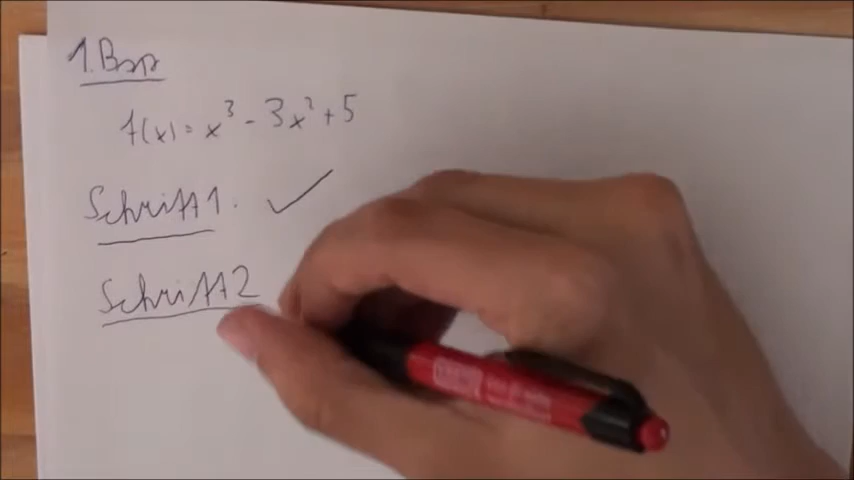 1. Bsp
f(x) = x³ - 3x² + 5
Schritt 1. ✓
Schritt 2